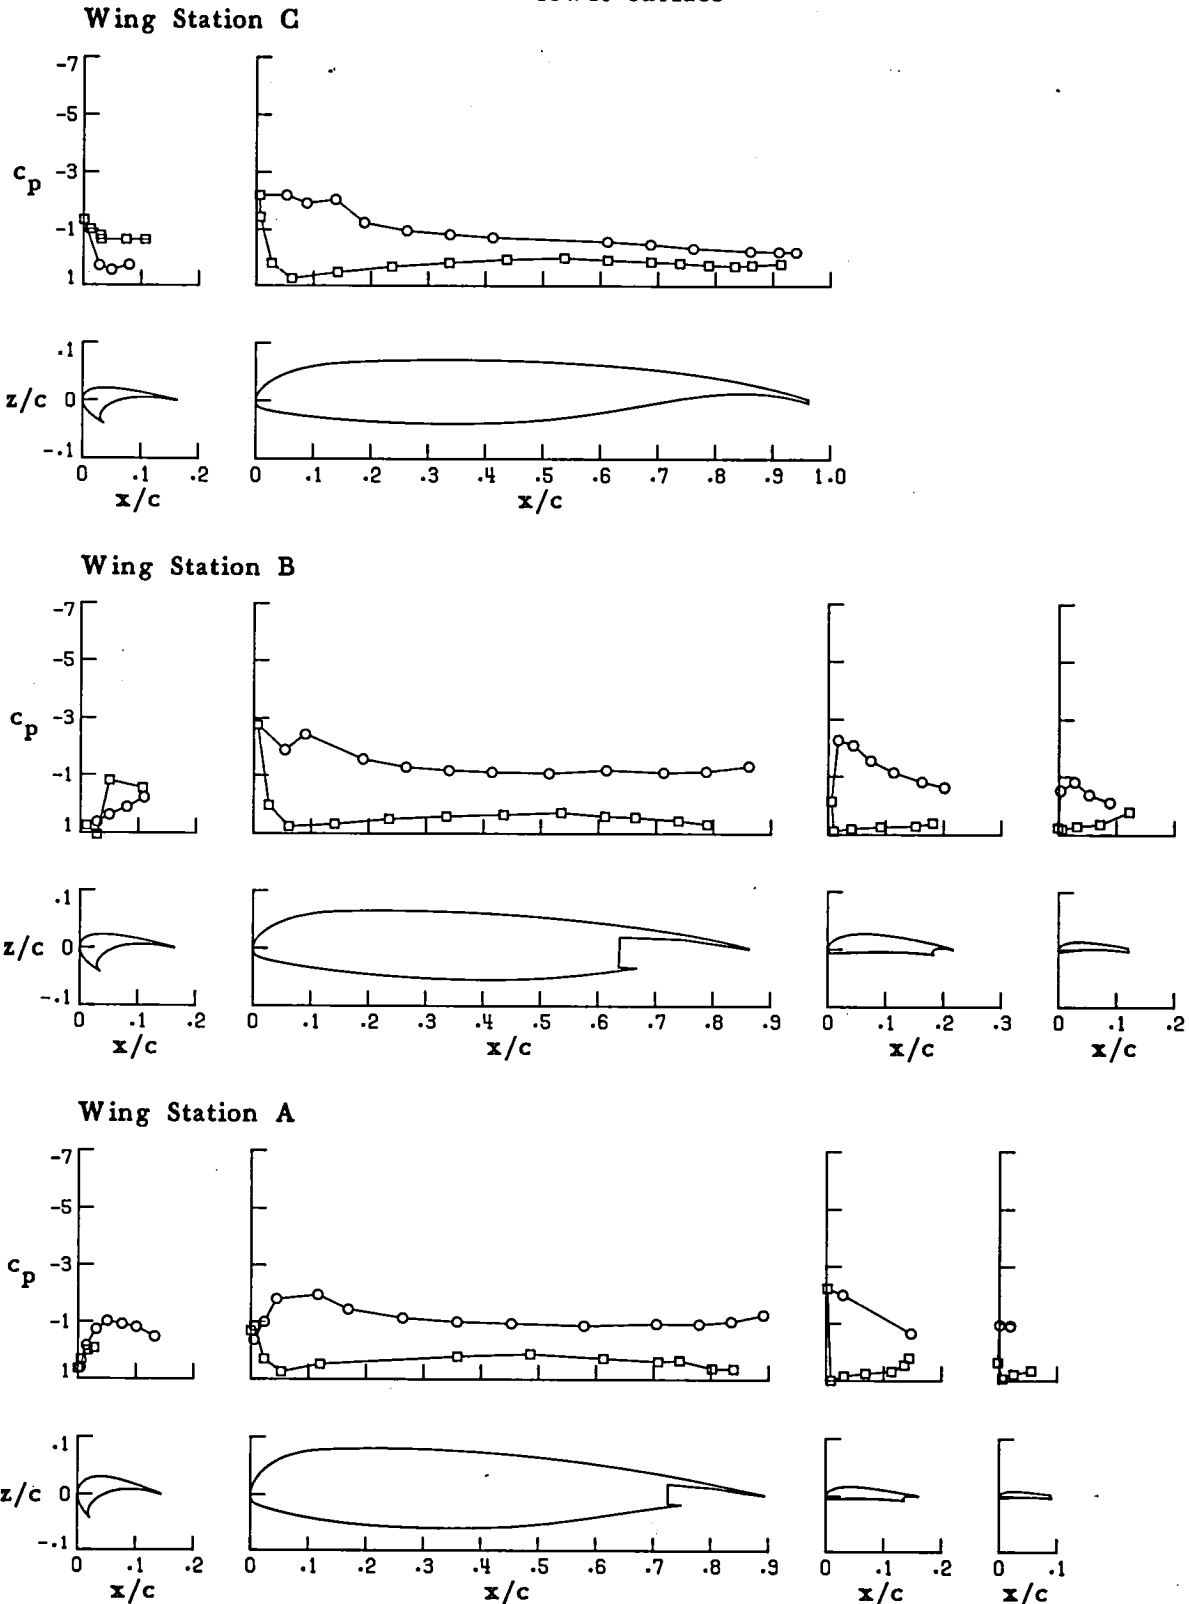 Wing Station C
-7
-5
c_p -3
-1
1
.1
z/c 0
-.1
0 .1 .2 0 .1 .2 .3 .4 .5 .6 .7 .8 .9 1.0
x/c x/c
Wing Station B
-7
-5
c_p -3
-1
1
.1
z/c 0
-.1
0 .1 .2 0 .1 .2 .3 .4 .5 .6 .7 .8 .9 0 .1 .2 .3 0 .1 .2
x/c x/c x/c x/c
Wing Station A
-7
-5
c_p -3
-1
1
.1
z/c 0
-.1
0 .1 .2 0 .1 .2 .3 .4 .5 .6 .7 .8 .9 0 .1 .2 0 .1
x/c x/c x/c x/c